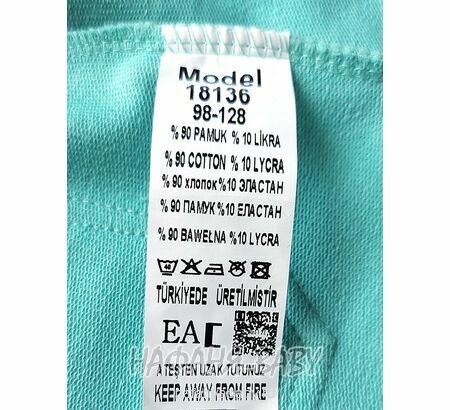 Model
18136
98-128
% 90 PAMUK % 10 LİKRA
% 90 COTTON % 10 LYCRA
% 90 хлопок %10 ЭЛАСТАН
% 90 ПАМУК %10 ЕЛАСТАН
% 90 BAWEŁNA %10 LYCRA
TÜRKİYEDE ÜRETİLMİSTİR
EAC
НАФАНЯ BABY
ATEŞTEN UZAK TUTUNUZ
KEEP AWAY FROM FIRE